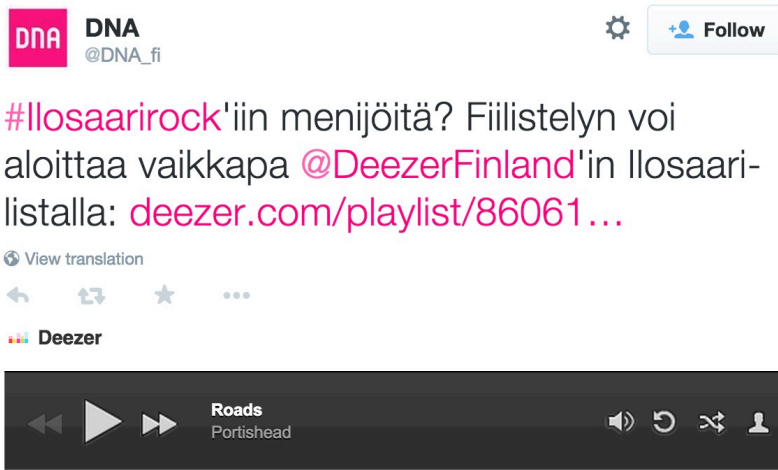 DNA
DNA
@DNA_fi
Follow
#Ilosaarirock'iin menijöitä? Fiilistelyn voi
aloittaa vaikkapa @DeezerFinland'in Ilosaari-
listalla: deezer.com/playlist/86061…
View translation
Deezer
Roads
Portishead